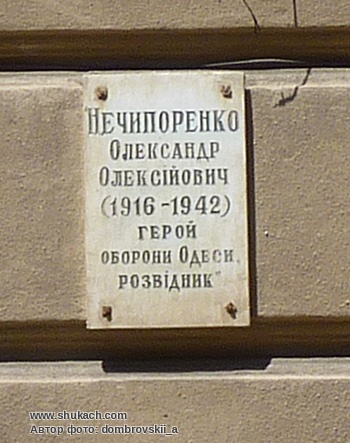 НЕЧИПОРЕНКО
ОЛЕКСАНДР
ОЛЕКСІЙОВИЧ
(1916-1942)
ГЕРОЙ
ОБОРОНИ ОДЕСИ,
РОЗВІДНИК
www.shukach.com
Автор фото: dombrovskii_a